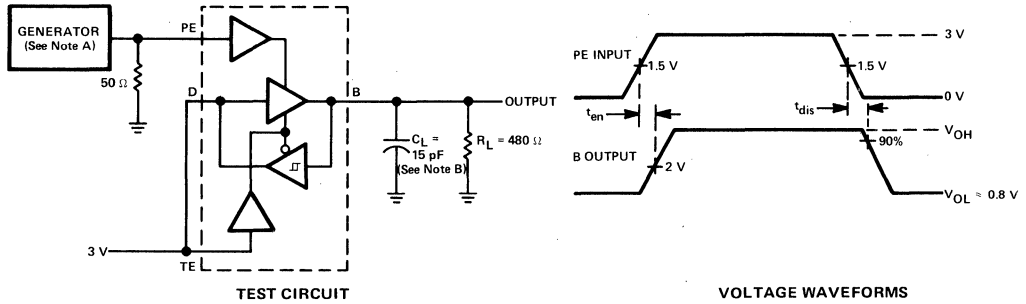 GENERATOR
(See Note A)
PE
50 Ω
D
B
OUTPUT
C_L =
15 pF
(See Note B)
R_L = 480 Ω
3 V
TE
TEST CIRCUIT
PE INPUT
1.5 V
1.5 V
3 V
0 V
t_en
t_dis
V_OH
90%
B OUTPUT
2 V
V_OL ≈ 0.8 V
VOLTAGE WAVEFORMS